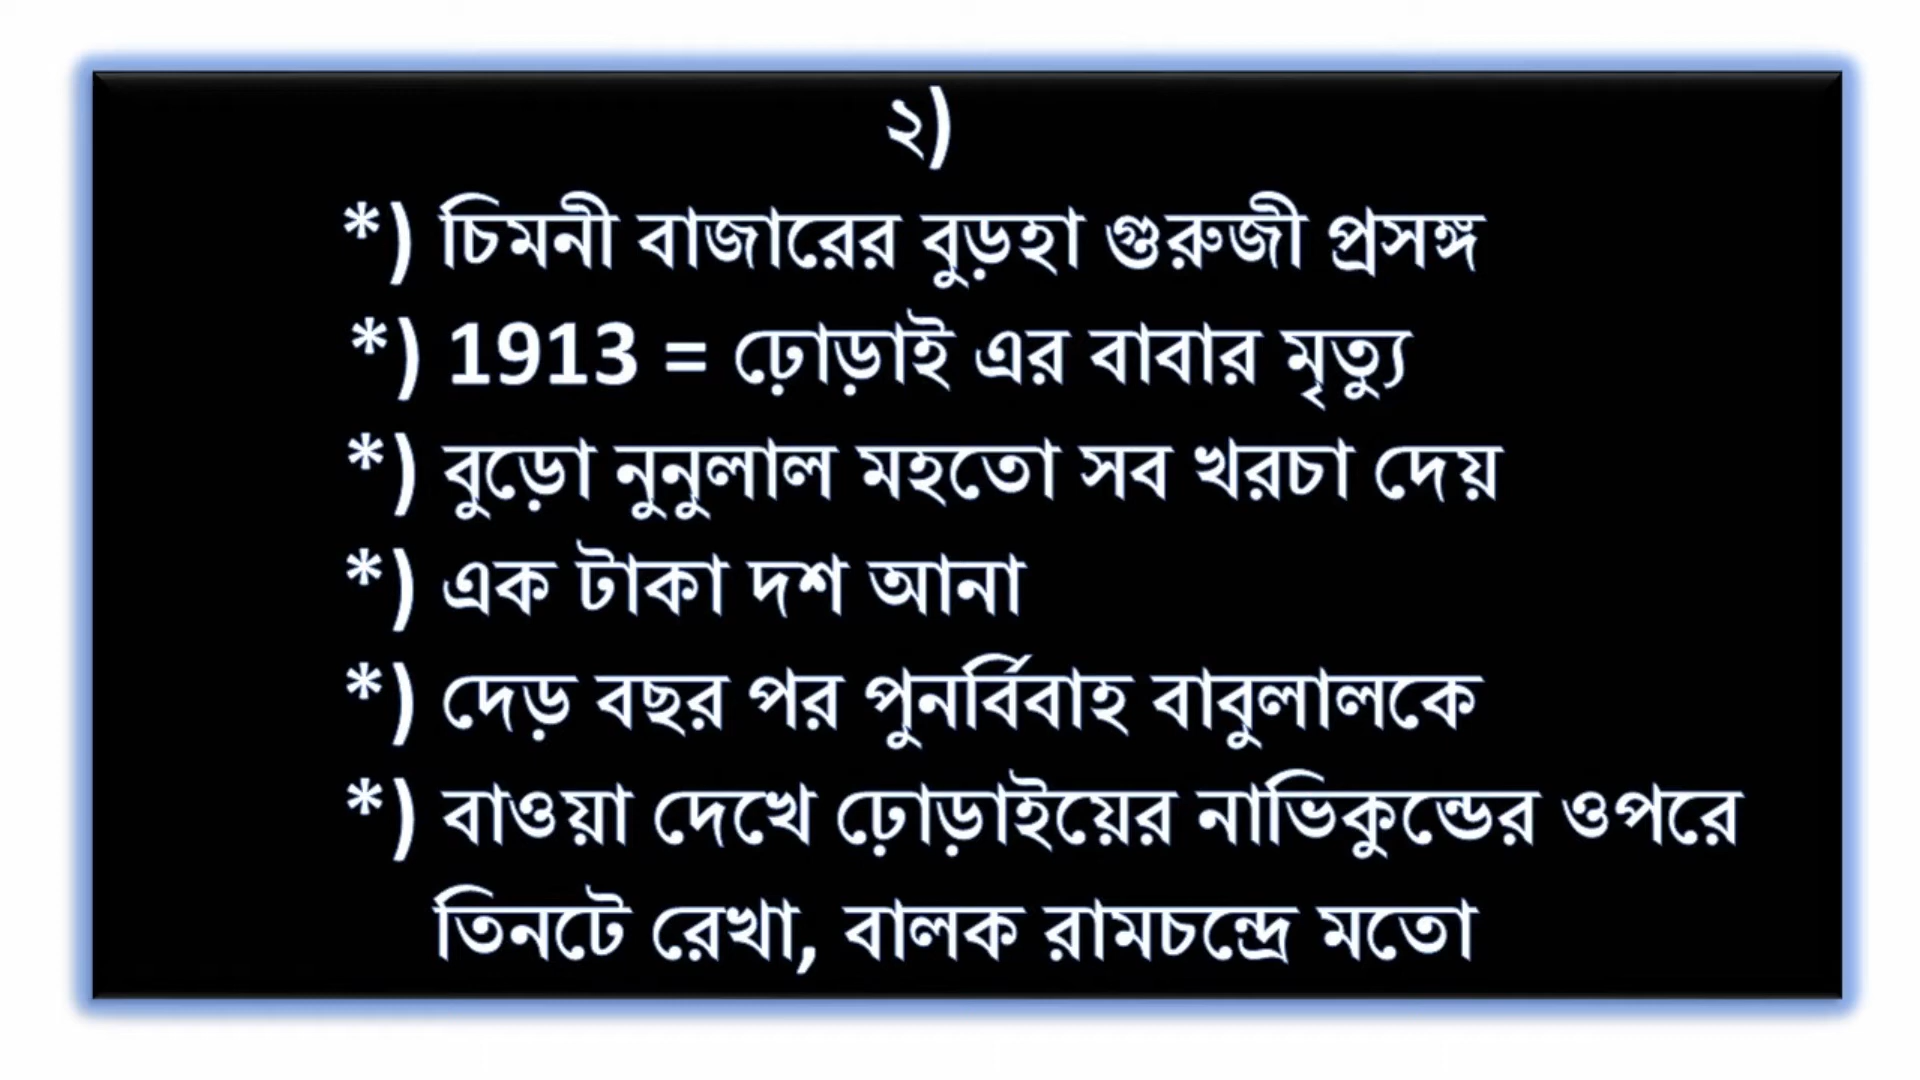 ২)
*) চিমনী বাজারের বুড়হা গুরুজী প্রসঙ্গ
*) 1913 = ঢ়োড়াই এর বাবার মৃত্যু
*) বুড়ো নুনুলাল মহতো সব খরচা দেয়
*) এক টাকা দশ আনা
*) দেড় বছর পর পুনর্বিবাহ বাবুলালকে
*) বাওয়া দেখে ঢ়োড়াইয়ের নাভিকুন্ডের ওপরে
তিনটে রেখা, বালক রামচন্দ্রে মতো